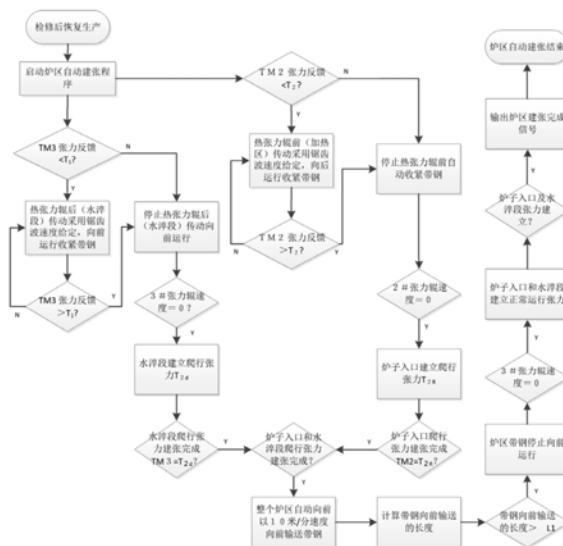 检修后恢复生产
启动炉区自动建张程
序
TM3 张力反馈
<T₁?
N
Y
热张力辊后（水淬
段）传动采用锯齿
波速度给定，向前
运行收紧带钢
TM3 张力反馈
>T₁?
N
Y
停止热张力辊后
（水淬段）传动向
前运行
3＃张力辊速
度＝0？
Y
水淬段建立爬行张
力T₂
水淬段爬行张
力建张完成
TM3=T₂
?
Y
TM2 张力反馈
<T₂?
N
Y
热张力辊前（加热
区）传动采用锯齿
波速度给定，向后
运行收紧带钢
TM2 张力反馈
>T₂?
N
Y
停止热张力辊前自
动收紧带钢
2＃张力辊速
度＝0
Y
炉子入口建立爬行
张力T₂
炉子入口爬行
张力建张完成
TM2=T₂
?
Y
炉子入口和水
淬段爬行张力
建张完成？
Y
整个炉区自动向前
以10米/分速度
向前输送带钢
计算带钢向前输送
的长度
带钢向前输送
的长度> L1
Y
炉区带钢停止向前
运行
3＃张力辊速
度＝0
Y
炉子入口和水淬段
建立正常运行张力
炉子入口及水
淬段张力建
立？
Y
输出炉区建张完成
信号
炉区自动建张结束